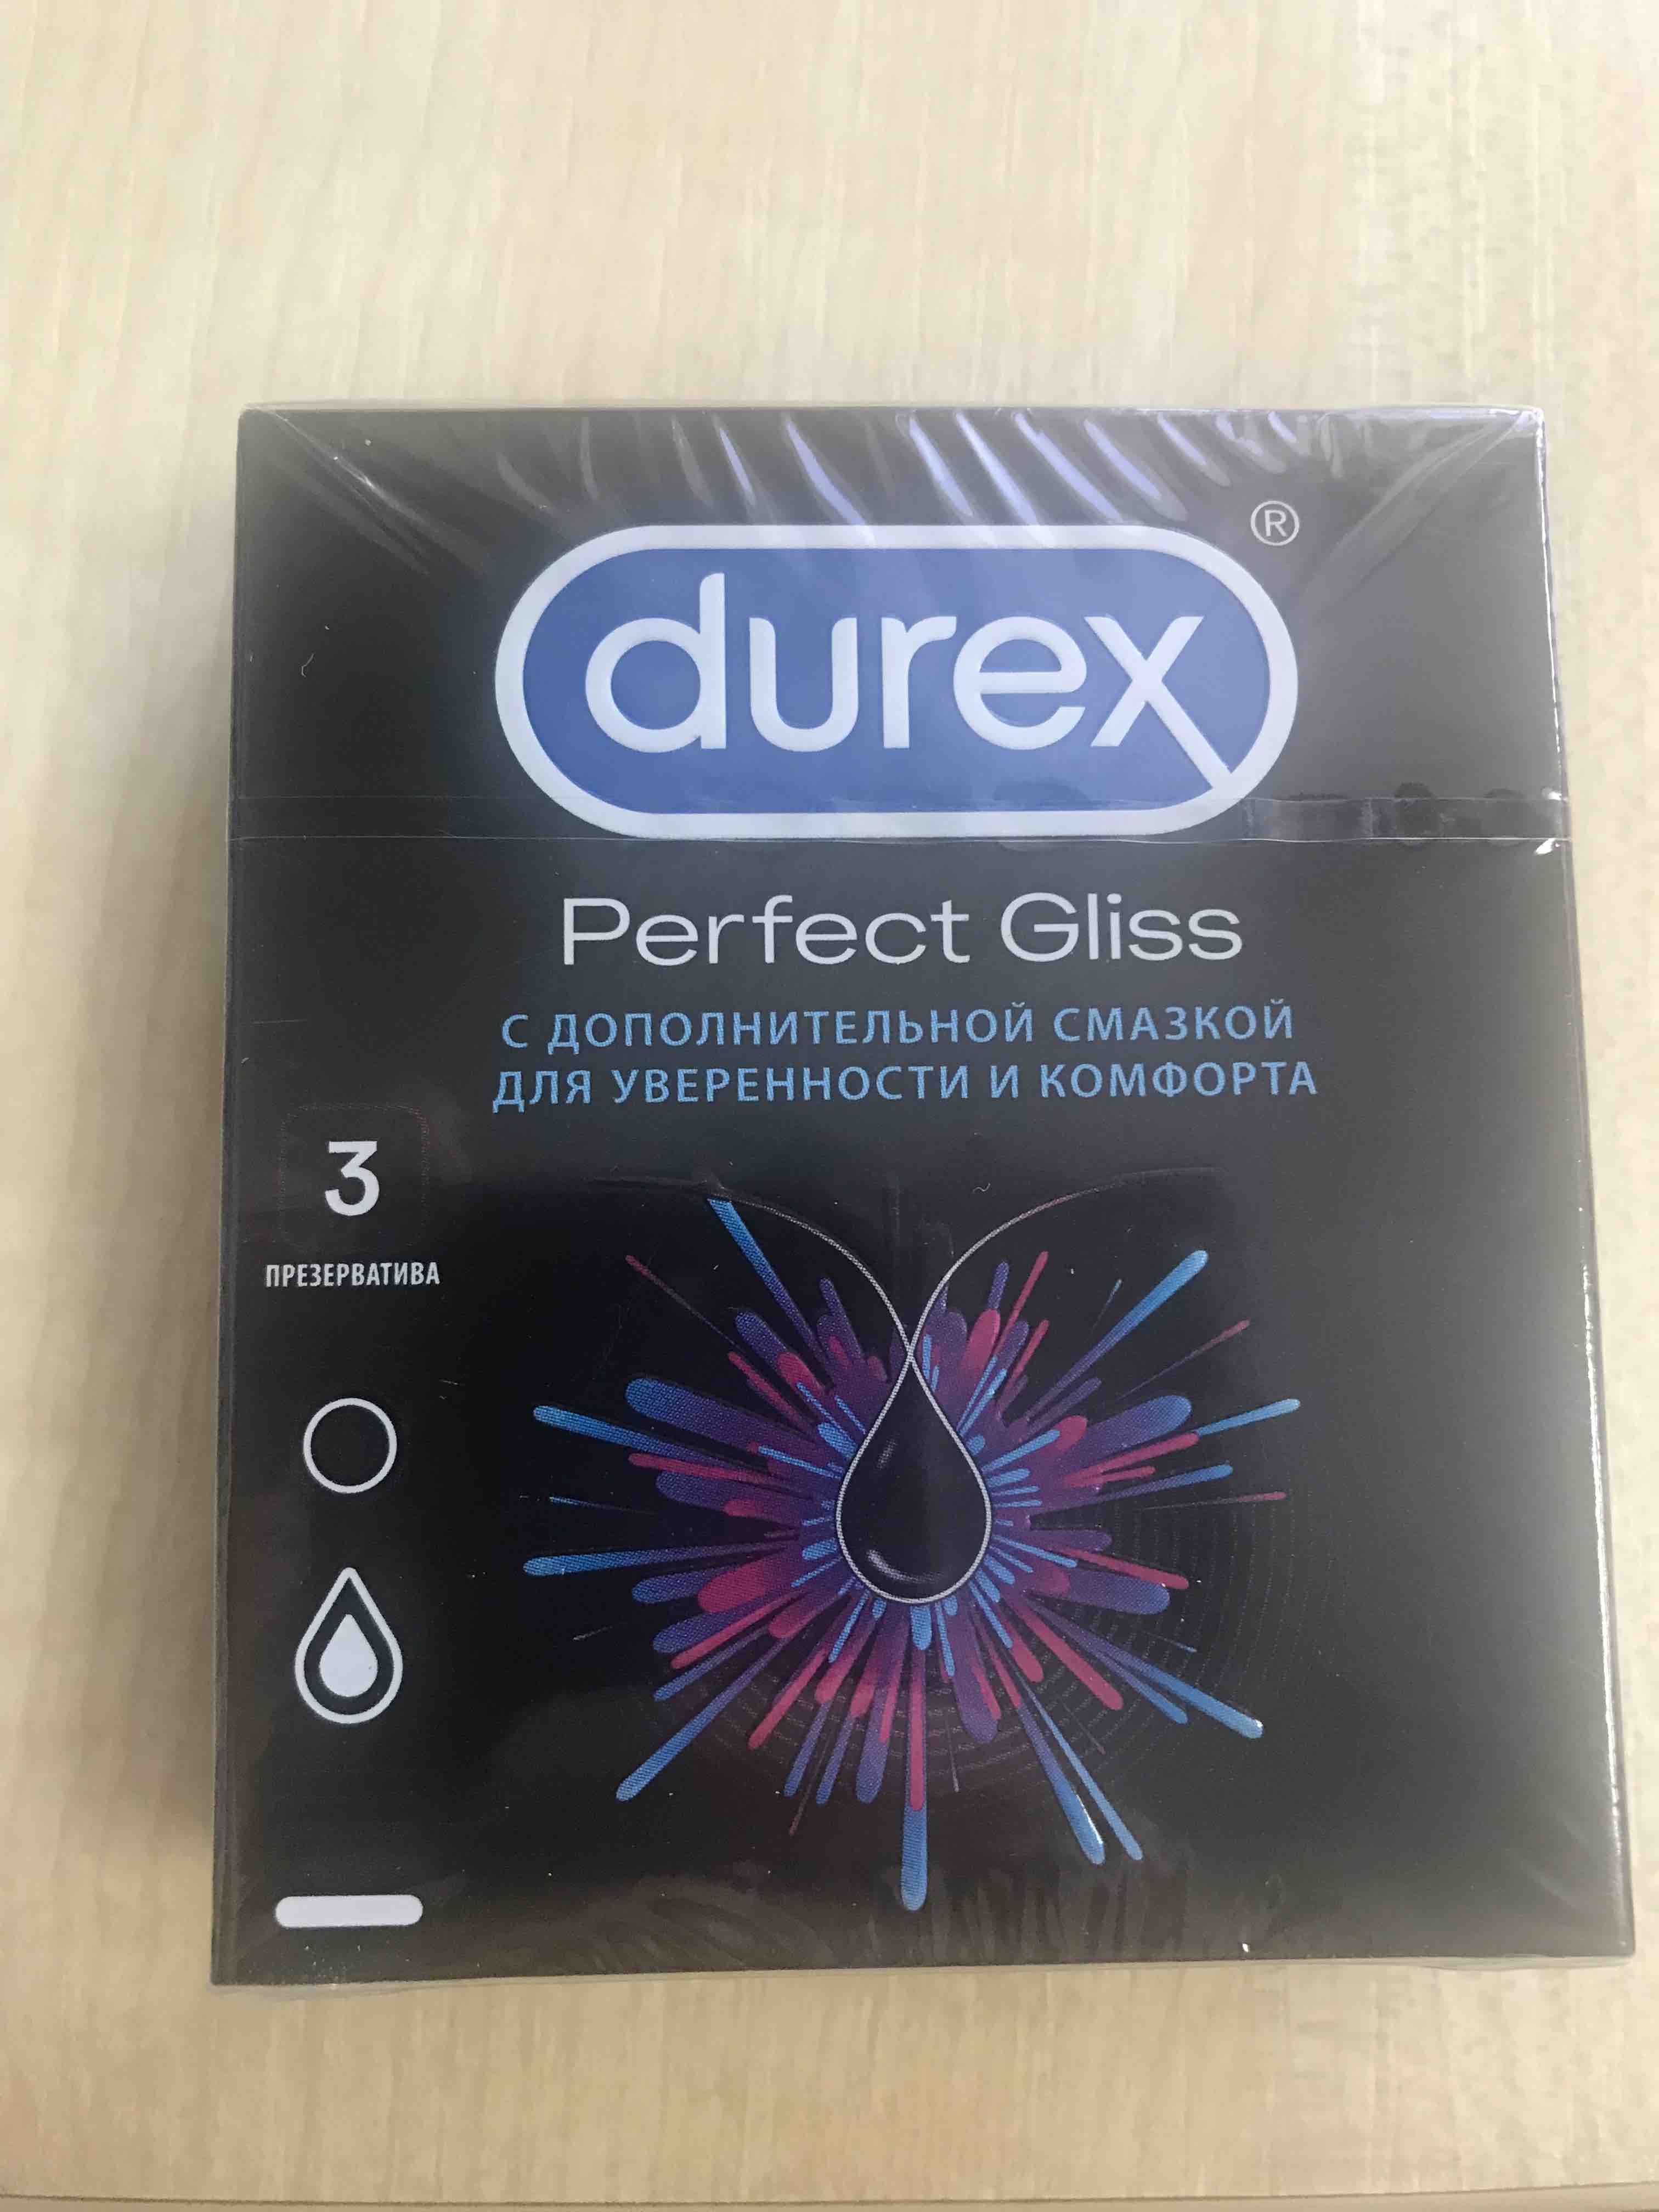 durex®
Perfect Gliss
С ДОПОЛНИТЕЛЬНОЙ СМАЗКОЙ
ДЛЯ УВЕРЕННОСТИ И КОМФОРТА
3
ПРЕЗЕРВАТИВА